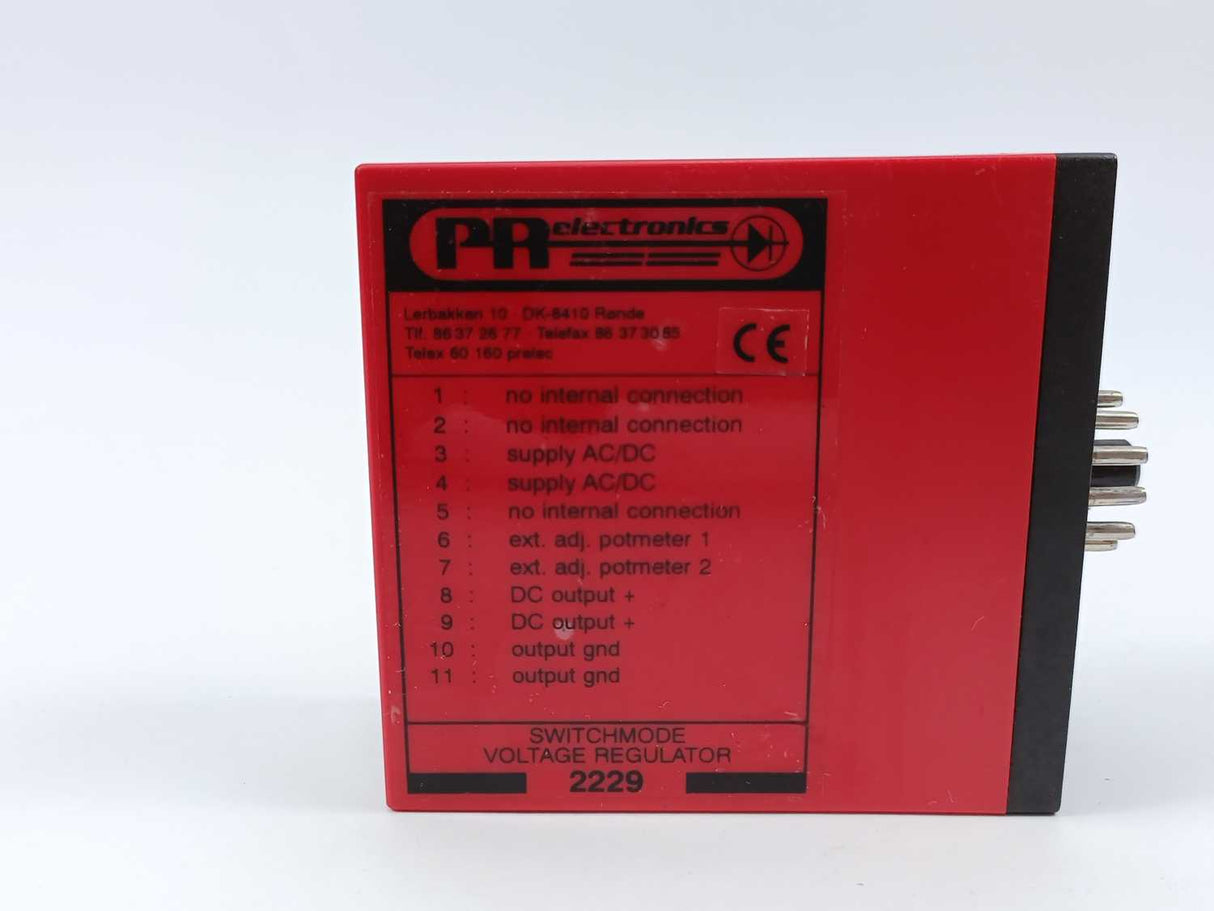 PR electronics
Lerbakken 10 · DK-8410 Rønde
Tlf. 86 37 26 77 · Telefax 86 37 30 85
Telex 60 160 prelec
CE
1 : no internal connection
2 : no internal connection
3 : supply AC/DC
4 : supply AC/DC
5 : no internal connection
6 : ext. adj. potmeter 1
7 : ext. adj. potmeter 2
8 : DC output +
9 : DC output +
10 : output gnd
11 : output gnd
SWITCHMODE
VOLTAGE REGULATOR
2229